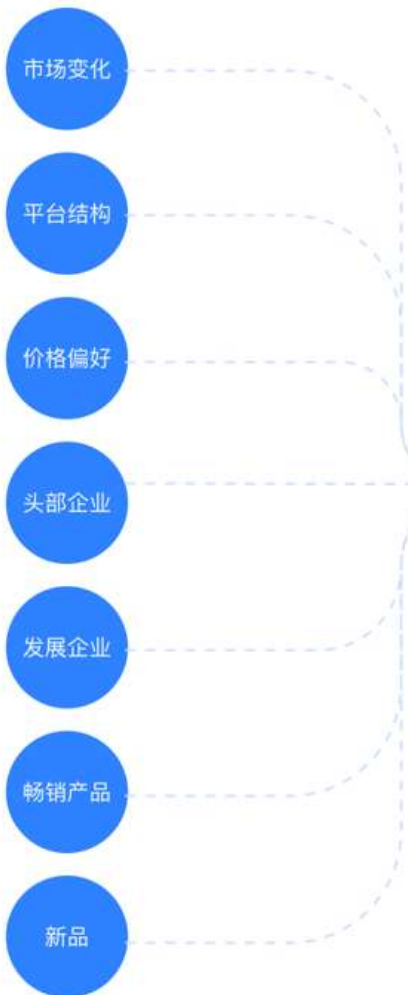 市场变化
平台结构
价格偏好
头部企业
发展企业
畅销产品
新品